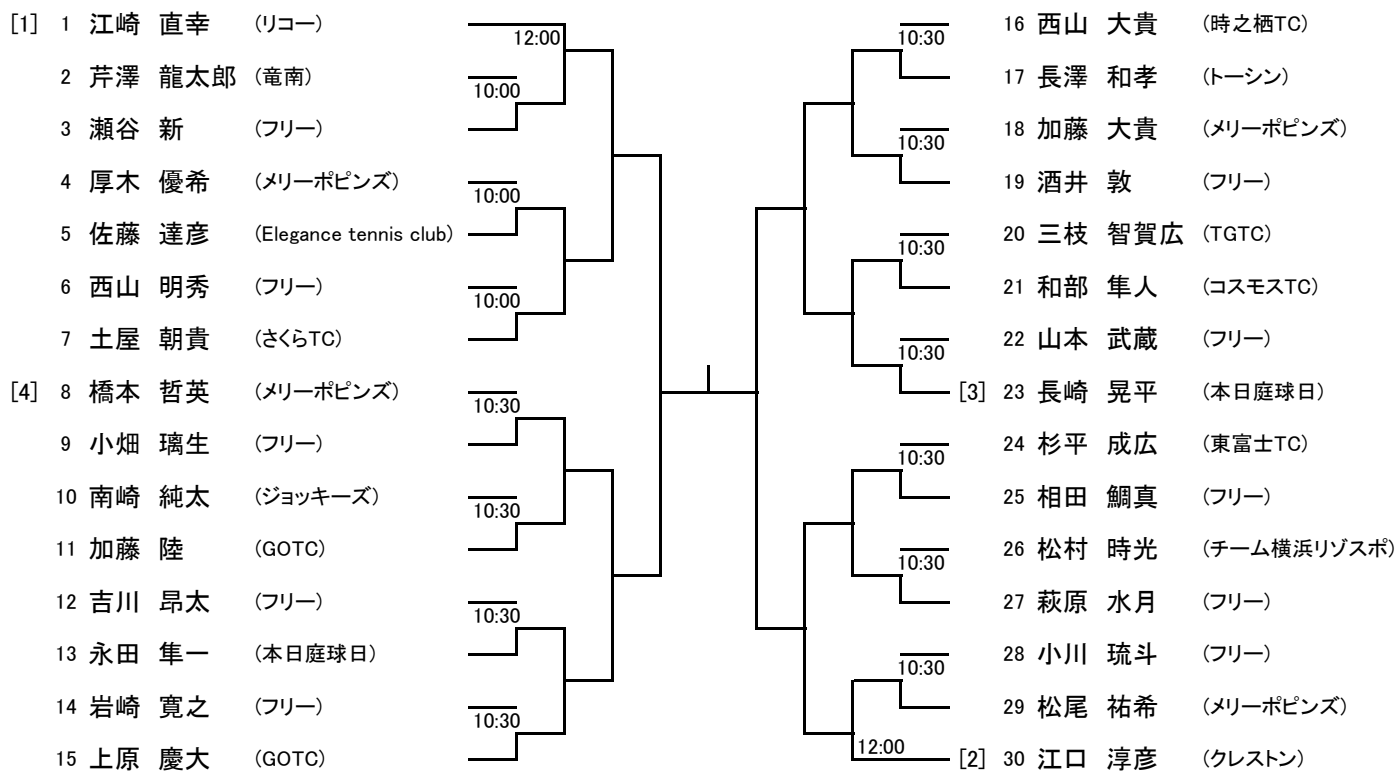 [1] 1 江崎 直幸 (リコー)
12:00
2 芹澤 龍太郎 (竜南)
10:00
3 瀬谷 新 (フリー)
4 厚木 優希 (メリーポピンズ)
10:00
5 佐藤 達彦 (Elegance tennis club)
6 西山 明秀 (フリー)
10:00
7 土屋 朝貴 (さくらTC)
[4] 8 橋本 哲英 (メリーポピンズ)
10:30
9 小畑 璃生 (フリー)
10 南崎 純太 (ジョッキーズ)
10:30
11 加藤 陸 (GOTC)
12 吉川 昂太 (フリー)
10:30
13 永田 隼一 (本日庭球日)
14 岩崎 寛之 (フリー)
10:30
15 上原 慶大 (GOTC)
16 西山 大貴 (時之栖TC)
10:30
17 長澤 和孝 (トーシン)
18 加藤 大貴 (メリーポピンズ)
10:30
19 酒井 敦 (フリー)
20 三枝 智賀広 (TGTC)
10:30
21 和部 隼人 (コスモスTC)
22 山本 武蔵 (フリー)
10:30
[3] 23 長崎 晃平 (本日庭球日)
24 杉平 成広 (東富士TC)
10:30
25 相田 鯛真 (フリー)
26 松村 時光 (チーム横浜リゾスポ)
10:30
27 萩原 水月 (フリー)
28 小川 琉斗 (フリー)
10:30
29 松尾 祐希 (メリーポピンズ)
12:00
[2] 30 江口 淳彦 (クレストン)